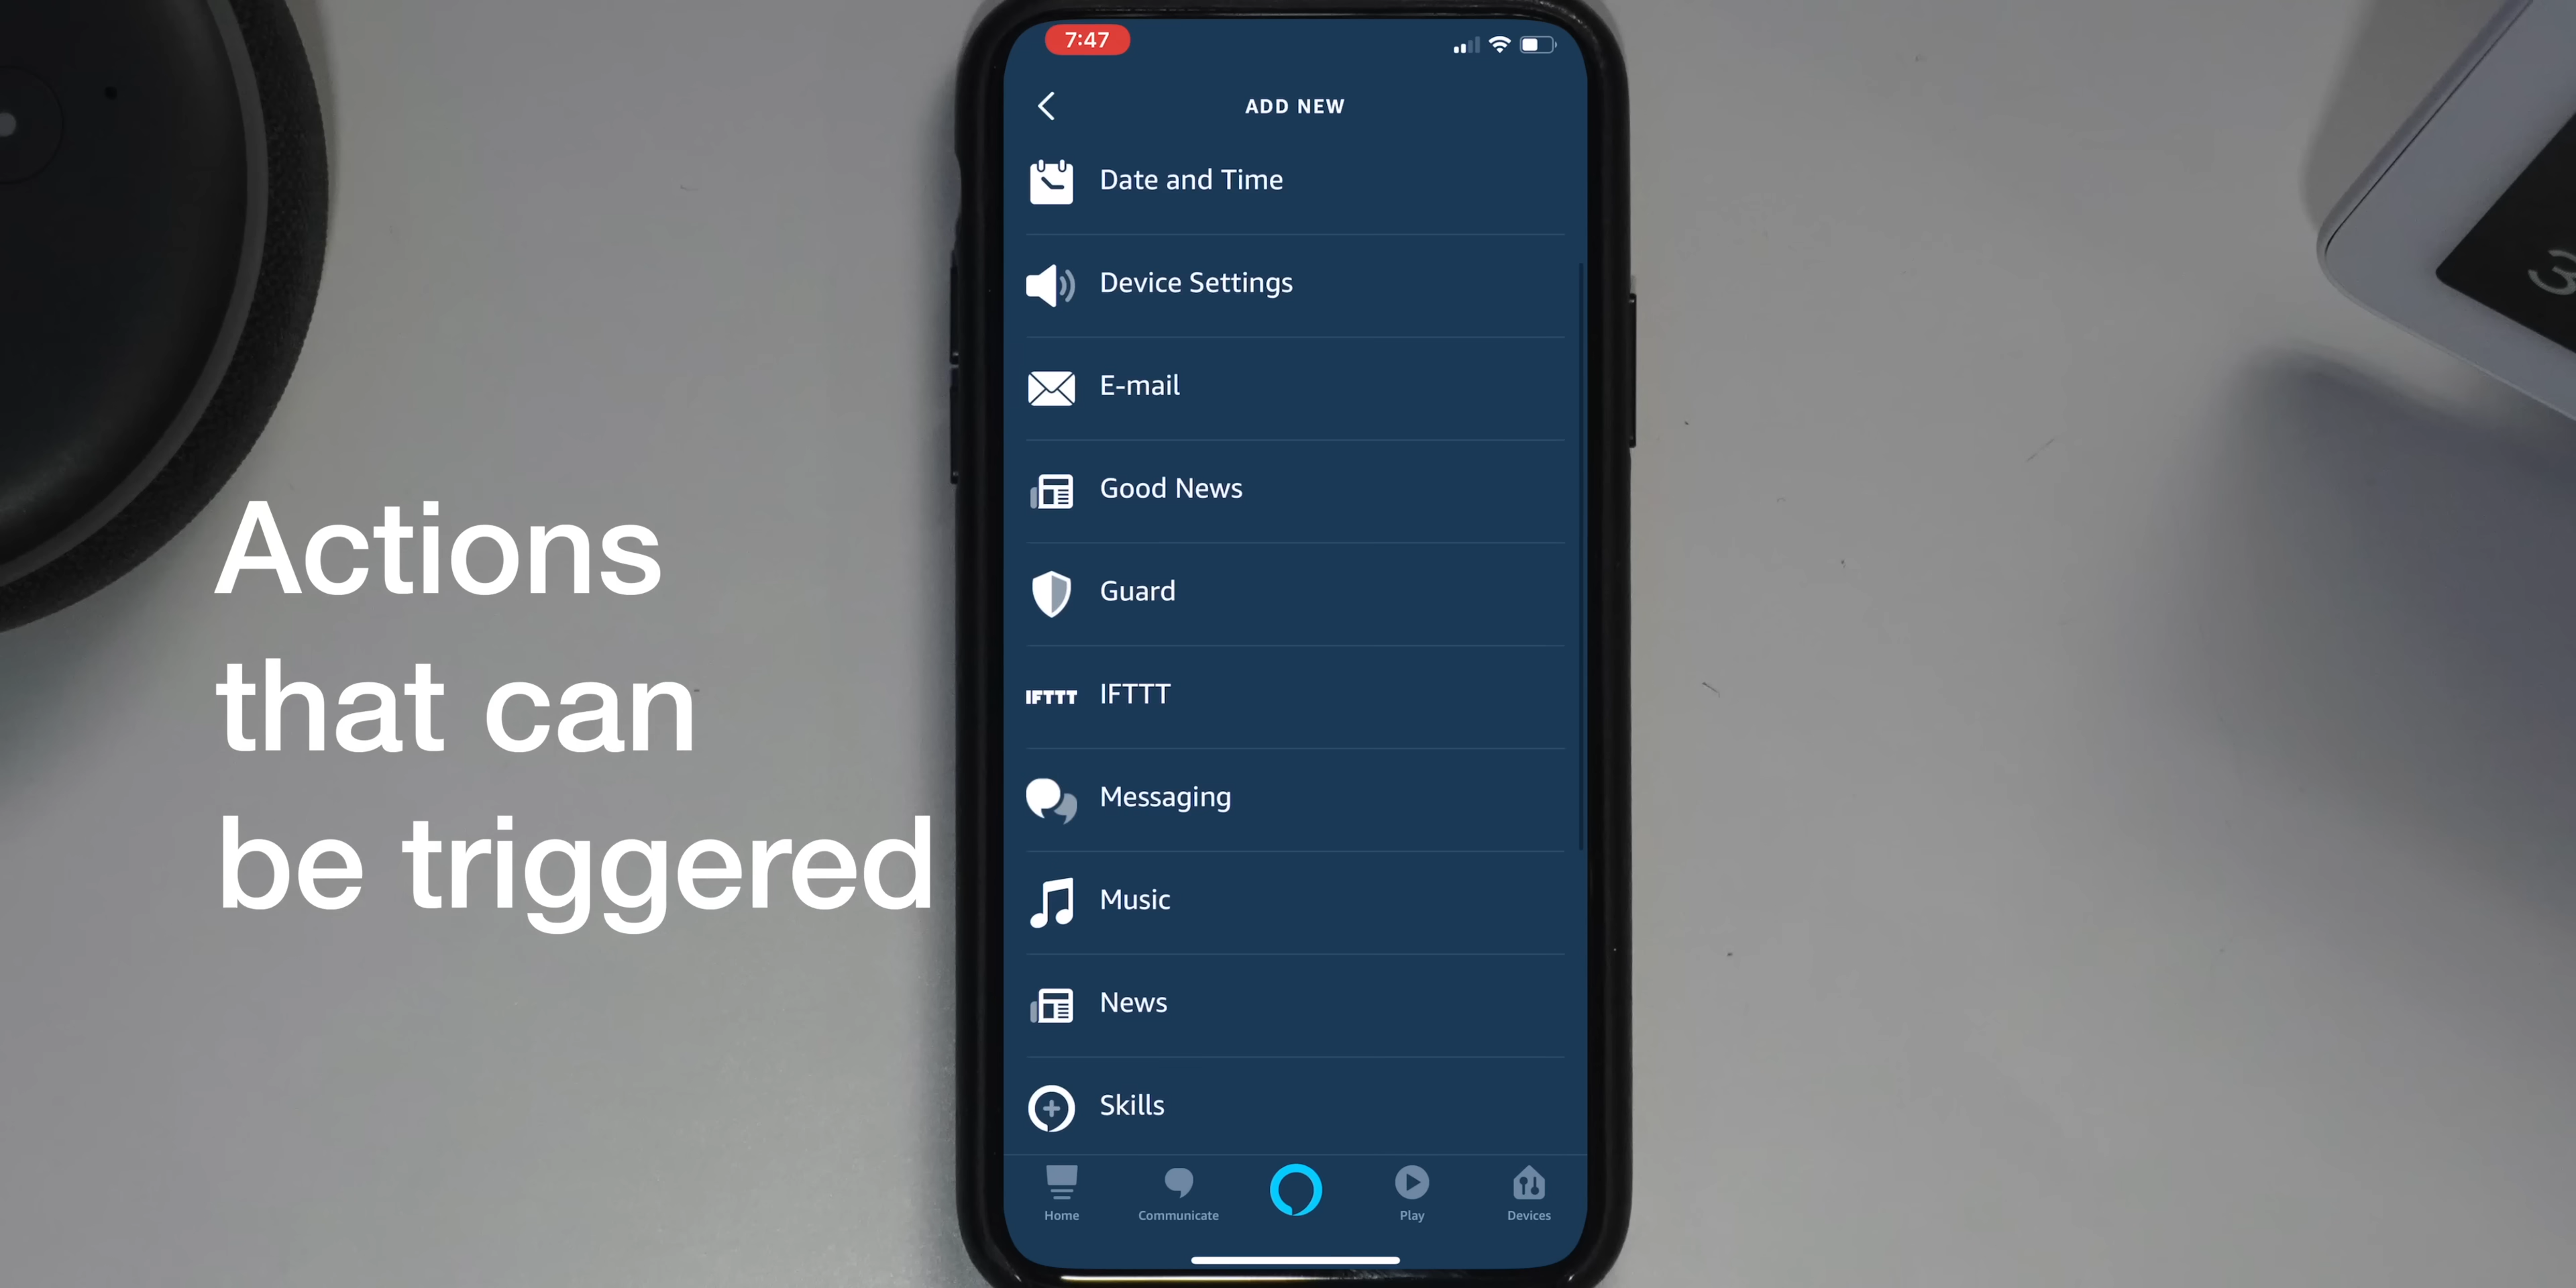 7:47
ADD NEW
Date and Time
Device Settings
E-mail
Good News
Guard
IFTTT IFTTT
Messaging
Music
News
Skills
Home Communicate Play Devices
Actions
that can
be triggered
3